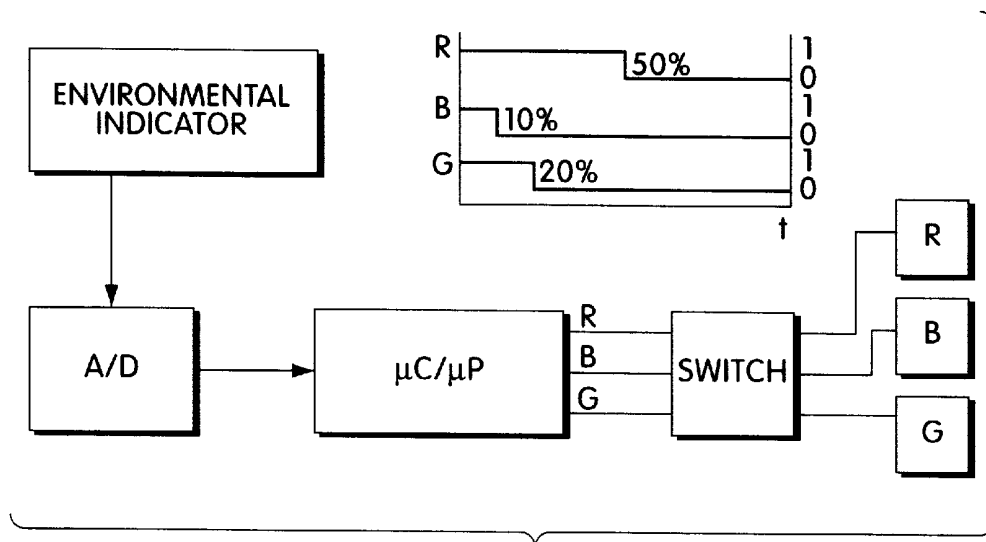 ENVIRONMENTAL
INDICATOR
R 50% 1
0
B 10% 1
0
G 20% 1
0
t
A/D
μC/μP
R
B
G
SWITCH
R
B
G